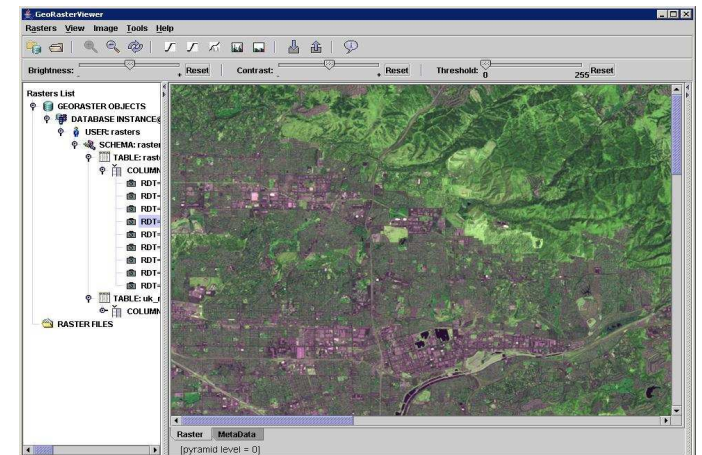 GeoRasterViewer
Rasters View Image Tools Help
Brightness: - + Reset Contrast: - + Reset Threshold: 0 255 Reset
Rasters List
GEORASTER OBJECTS
DATABASE INSTANCE@
USER: rasters
SCHEMA: raster
TABLE: rast
COLUMN
RDT=
RDT=
RDT=
RDT=
RDT=
RDT=
RDT=
RDT=
RDT=
TABLE: uk_r
COLUMN
RASTER FILES
Raster MetaData
[pyramid level = 0]